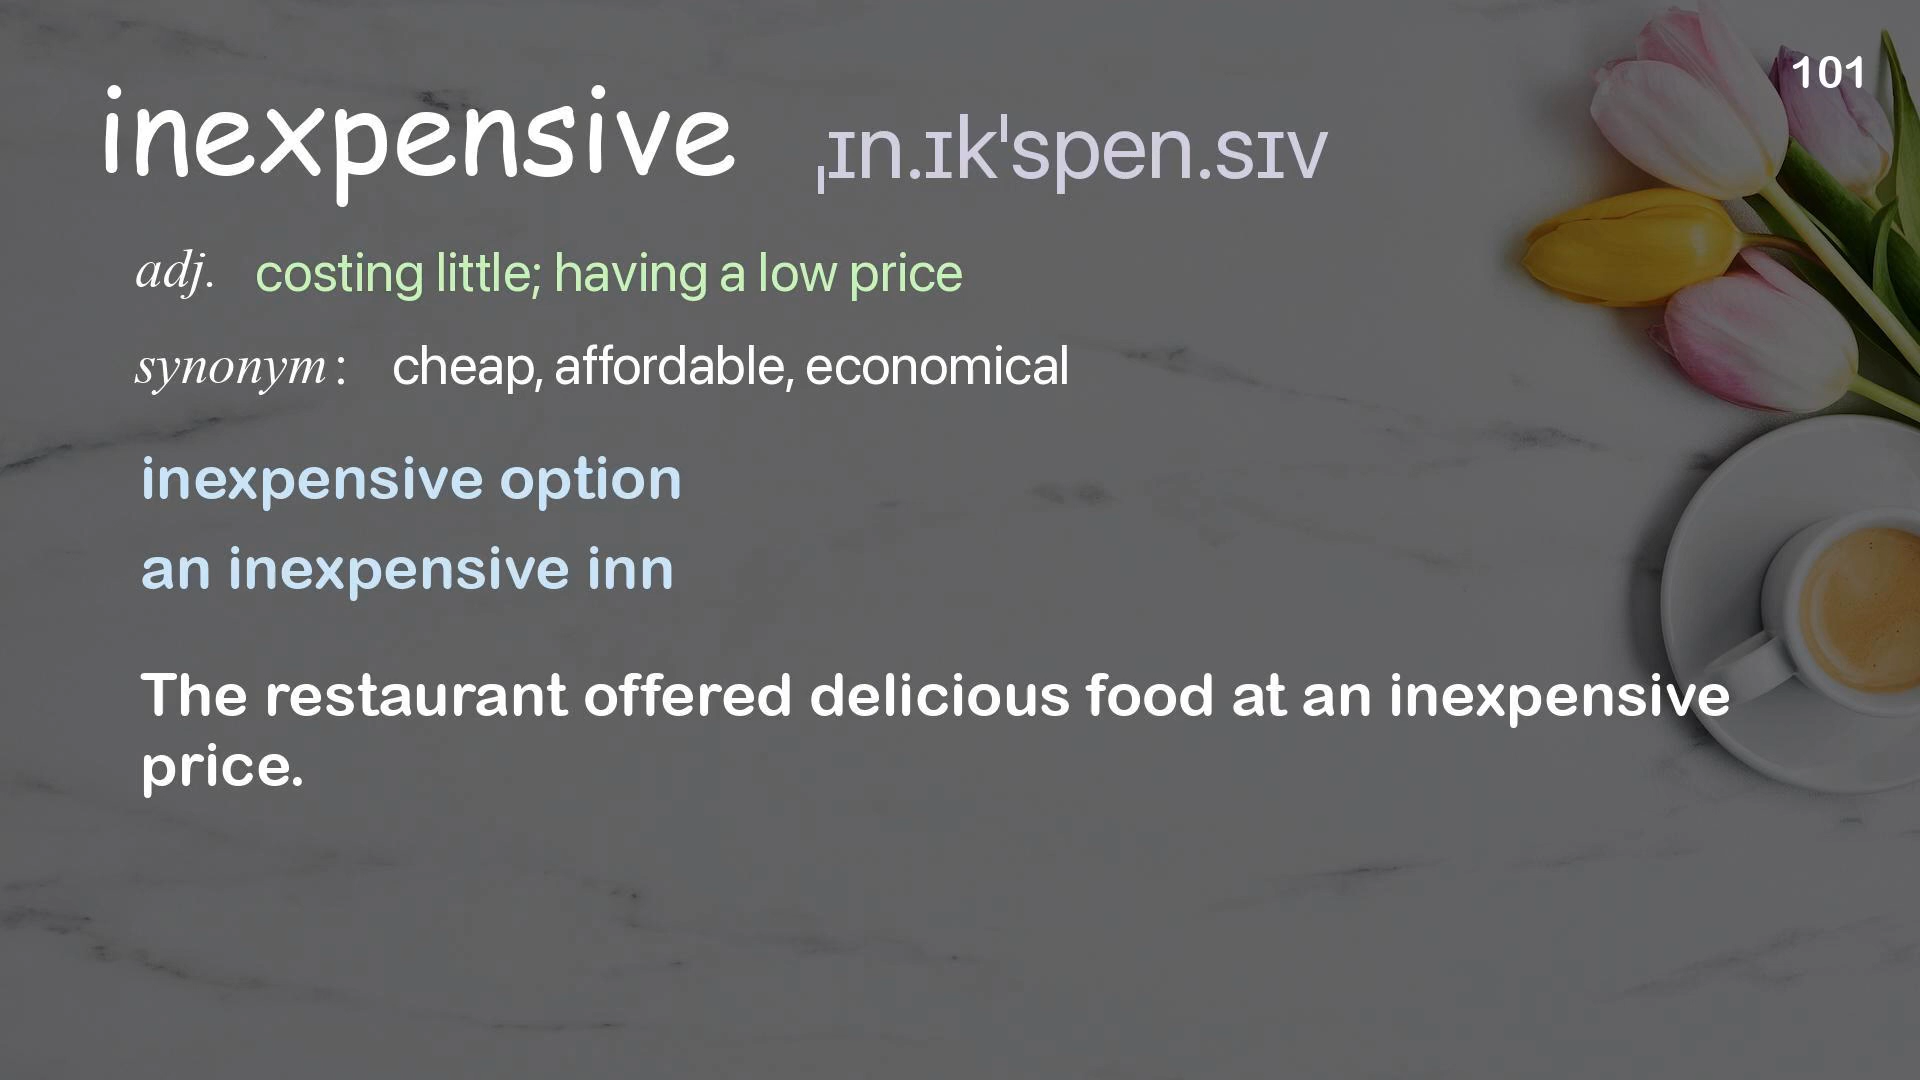 101
inexpensive ˌɪn.ɪkˈspen.sɪv
adj. costing little; having a low price
synonym : cheap, affordable, economical
inexpensive option
an inexpensive inn
The restaurant offered delicious food at an inexpensive
price.